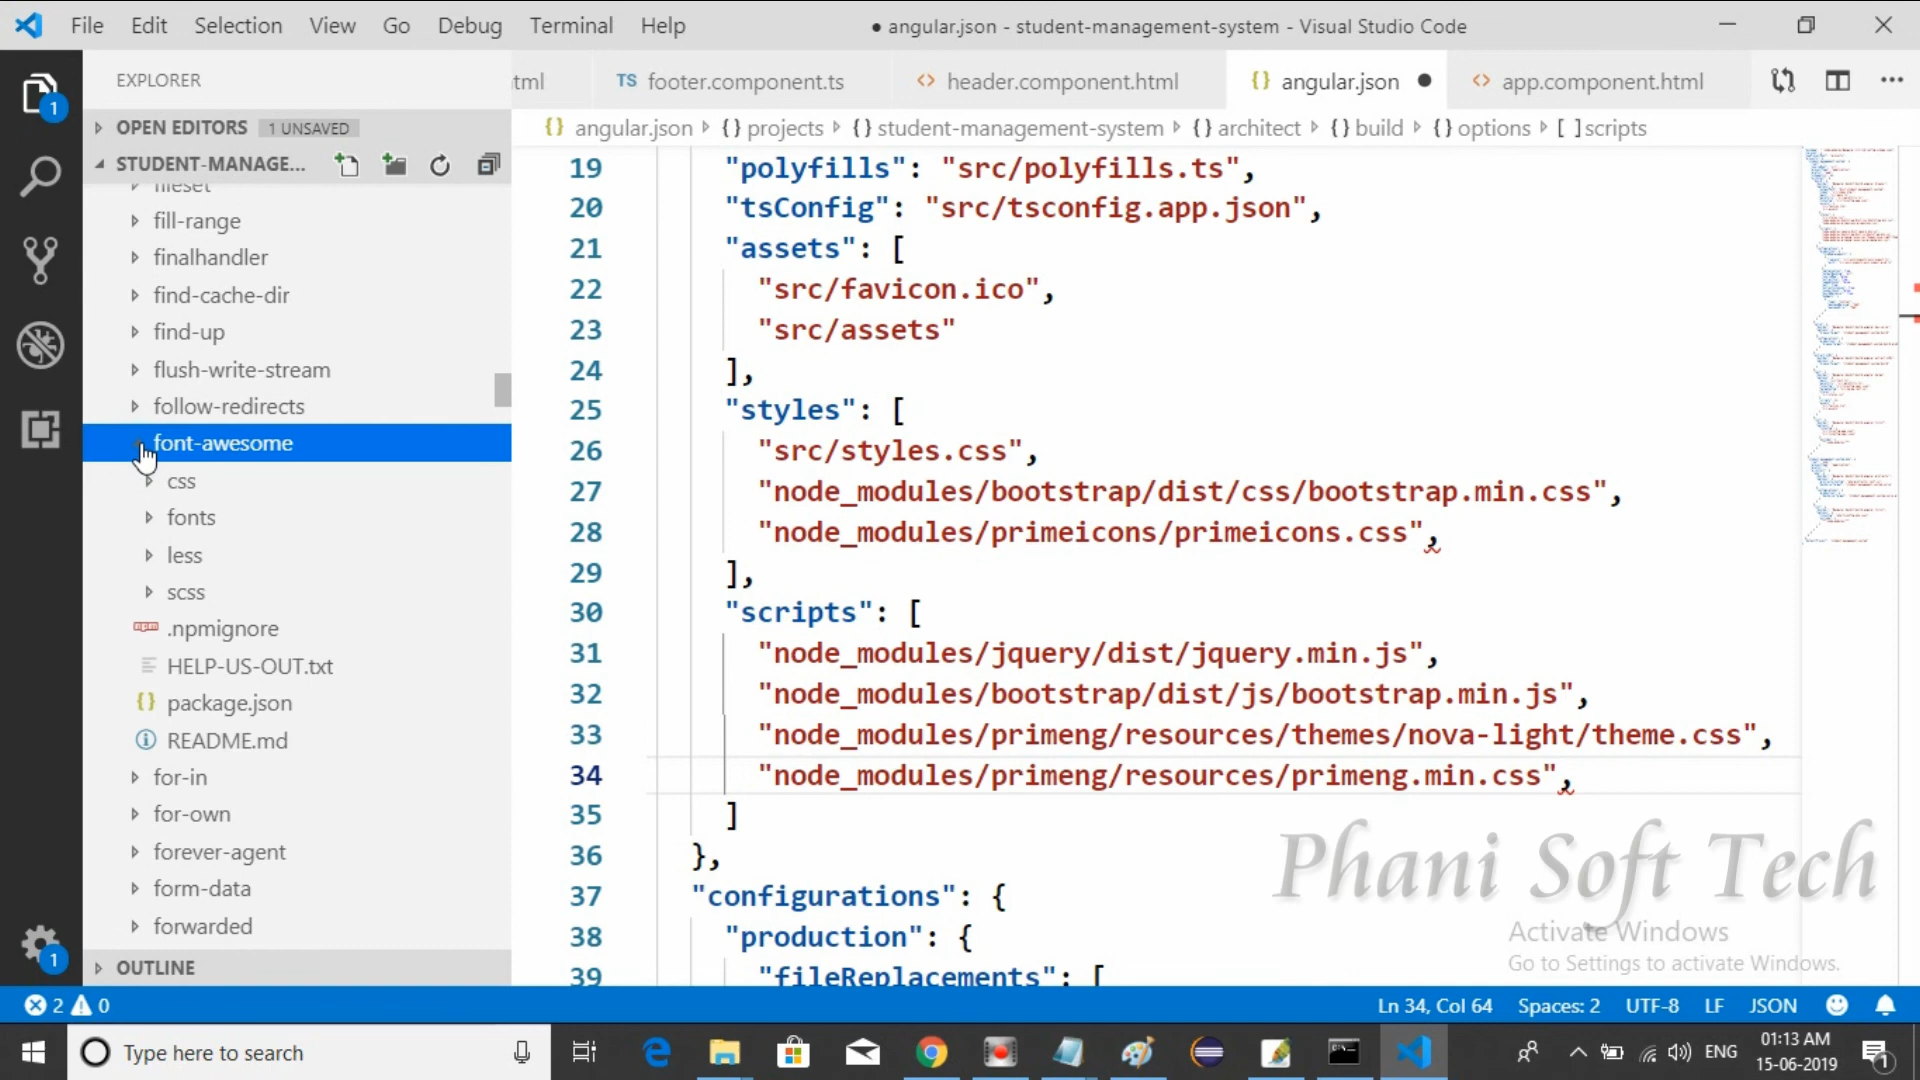 File Edit Selection View Go Debug Terminal Help
● angular.json - student-management-system - Visual Studio Code
EXPLORER
OPEN EDITORS 1 UNSAVED
STUDENT-MANAGE...
fileset
fill-range
finalhandler
find-cache-dir
find-up
flush-write-stream
follow-redirects
font-awesome
css
fonts
less
scss
.npmignore
HELP-US-OUT.txt
package.json
README.md
for-in
for-own
forever-agent
form-data
forwarded
OUTLINE
tml TS footer.component.ts <> header.component.html {} angular.json ● <> app.component.html
{} angular.json {} projects {} student-management-system {} architect {} build {} options [ ] scripts
19 "polyfills": "src/polyfills.ts",
20 "tsConfig": "src/tsconfig.app.json",
21 "assets": [
22 "src/favicon.ico",
23 "src/assets"
24 ],
25 "styles": [
26 "src/styles.css",
27 "node_modules/bootstrap/dist/css/bootstrap.min.css",
28 "node_modules/primeicons/primeicons.css",
29 ],
30 "scripts": [
31 "node_modules/jquery/dist/jquery.min.js",
32 "node_modules/bootstrap/dist/js/bootstrap.min.js",
33 "node_modules/primeng/resources/themes/nova-light/theme.css",
34 "node_modules/primeng/resources/primeng.min.css",
35 ]
36 },
37 "configurations": {
38 "production": {
39 "fileReplacements": [
Phani Soft Tech
Activate Windows
Go to Settings to activate Windows.
1
1
2 0 Ln 34, Col 64 Spaces: 2 UTF-8 LF JSON
Type here to search
ENG
01:13 AM
15-06-2019
1